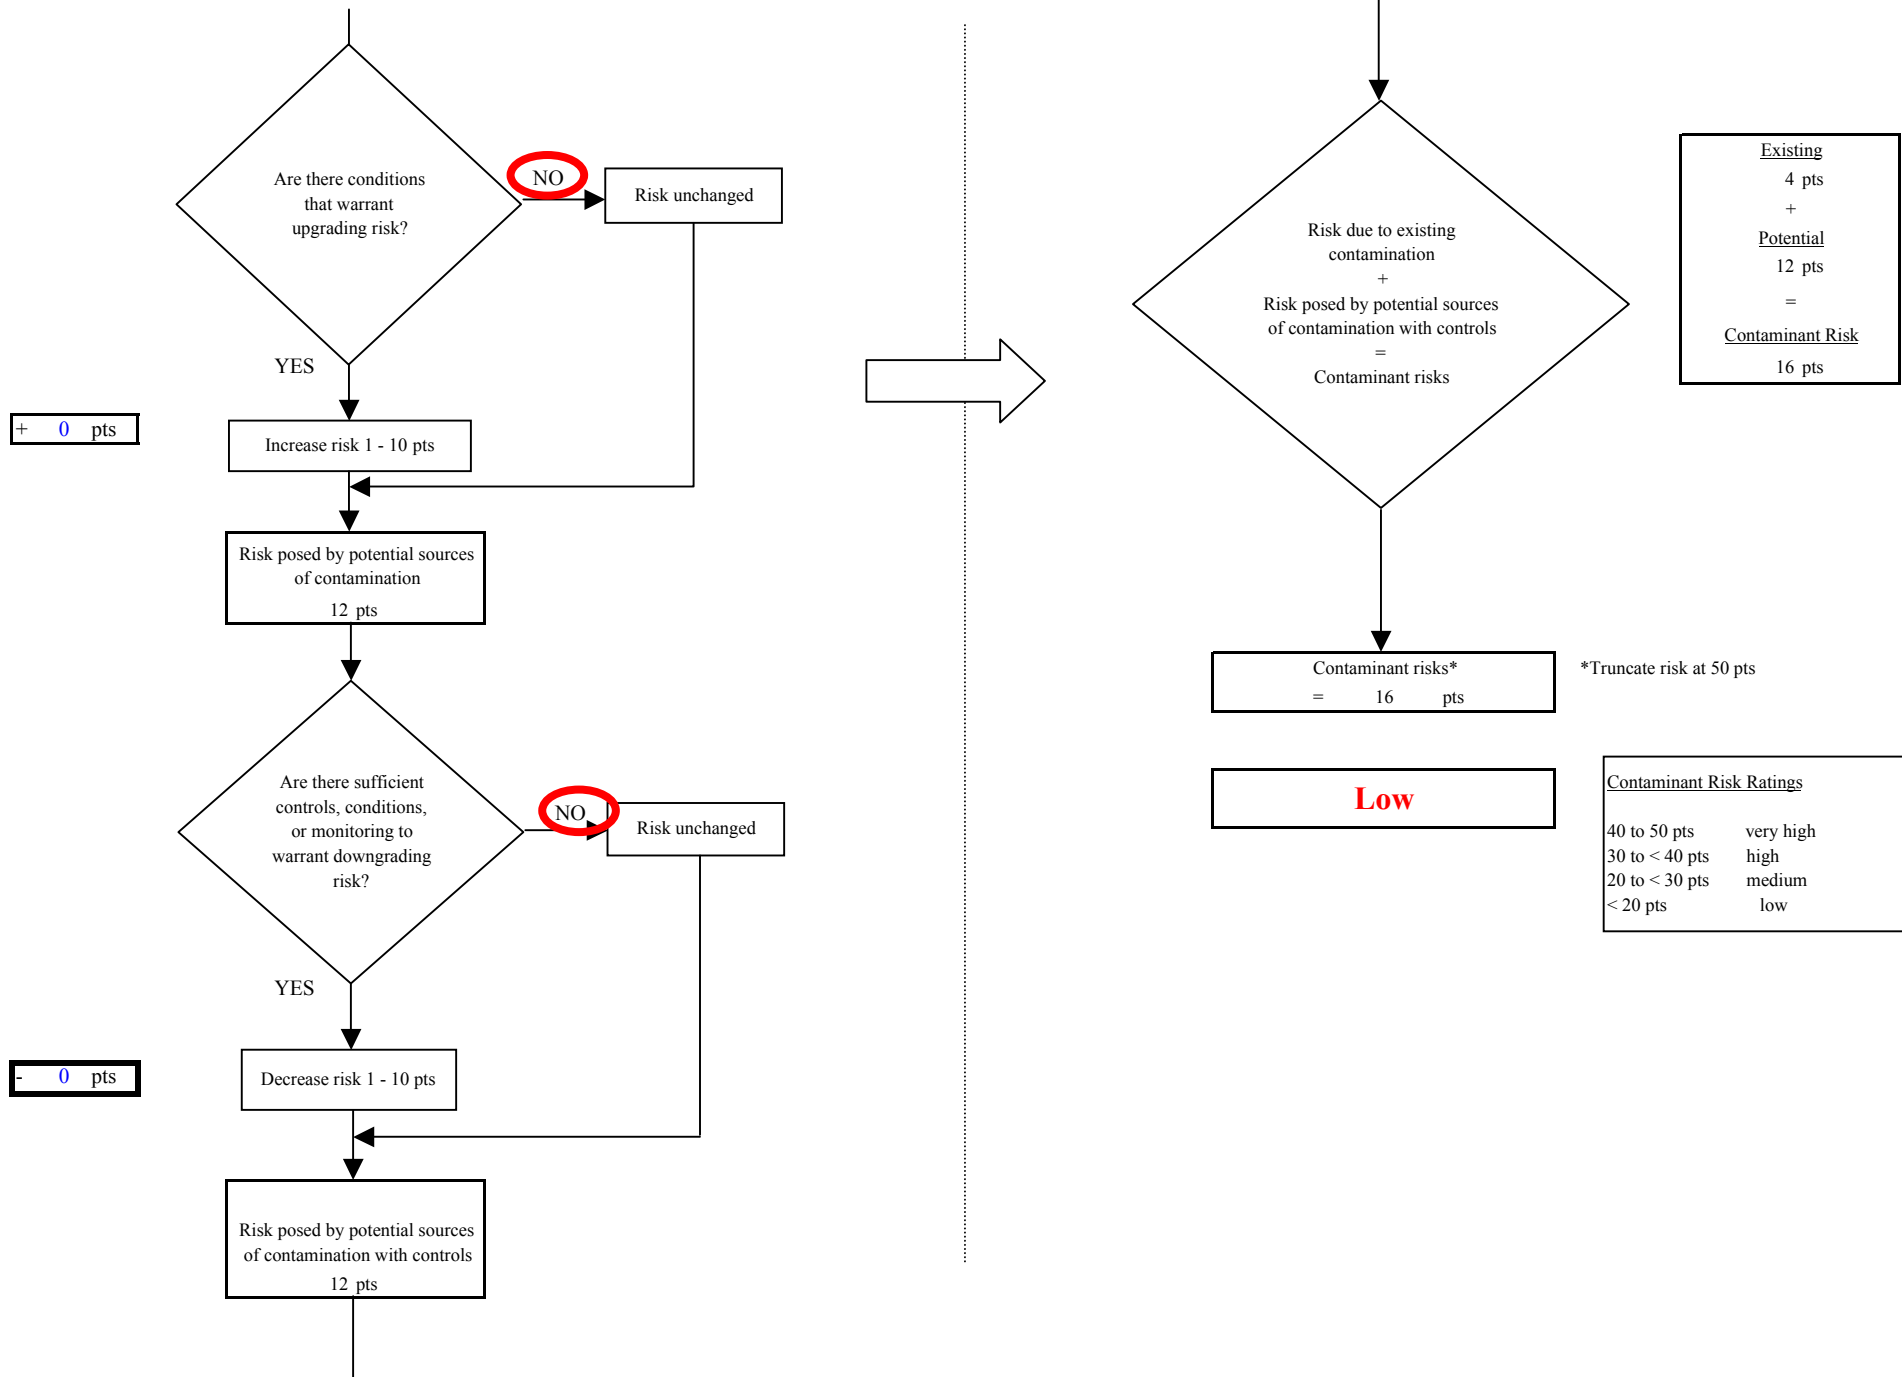 Are there conditions
that warrant
upgrading risk?
NO
Risk unchanged
YES
+ 0 pts
Increase risk 1 - 10 pts
Risk posed by potential sources
of contamination
12 pts
Are there sufficient
controls, conditions,
or monitoring to
warrant downgrading
risk?
NO
Risk unchanged
YES
- 0 pts
Decrease risk 1 - 10 pts
Risk posed by potential sources
of contamination with controls
12 pts
Risk due to existing
contamination
+
Risk posed by potential sources
of contamination with controls
=
Contaminant risks
Existing
4 pts
+
Potential
12 pts
=
Contaminant Risk
16 pts
Contaminant risks*
= 16 pts
*Truncate risk at 50 pts
Low
Contaminant Risk Ratings
40 to 50 pts very high
30 to < 40 pts high
20 to < 30 pts medium
< 20 pts low